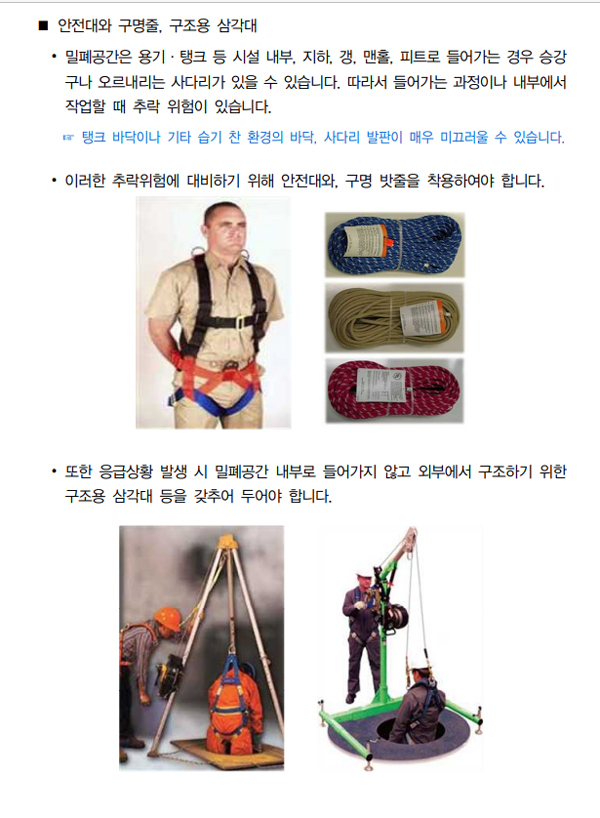 ■ 안전대와 구명줄, 구조용 삼각대
• 밀폐공간은 용기 · 탱크 등 시설 내부, 지하, 갱, 맨홀, 피트로 들어가는 경우 승강
구나 오르내리는 사다리가 있을 수 있습니다. 따라서 들어가는 과정이나 내부에서
작업할 때 추락 위험이 있습니다.
☞ 탱크 바닥이나 기타 습기 찬 환경의 바닥, 사다리 발판이 매우 미끄러울 수 있습니다.
• 이러한 추락위험에 대비하기 위해 안전대와, 구명 밧줄을 착용하여야 합니다.
• 또한 응급상황 발생 시 밀폐공간 내부로 들어가지 않고 외부에서 구조하기 위한
구조용 삼각대 등을 갖추어 두어야 합니다.